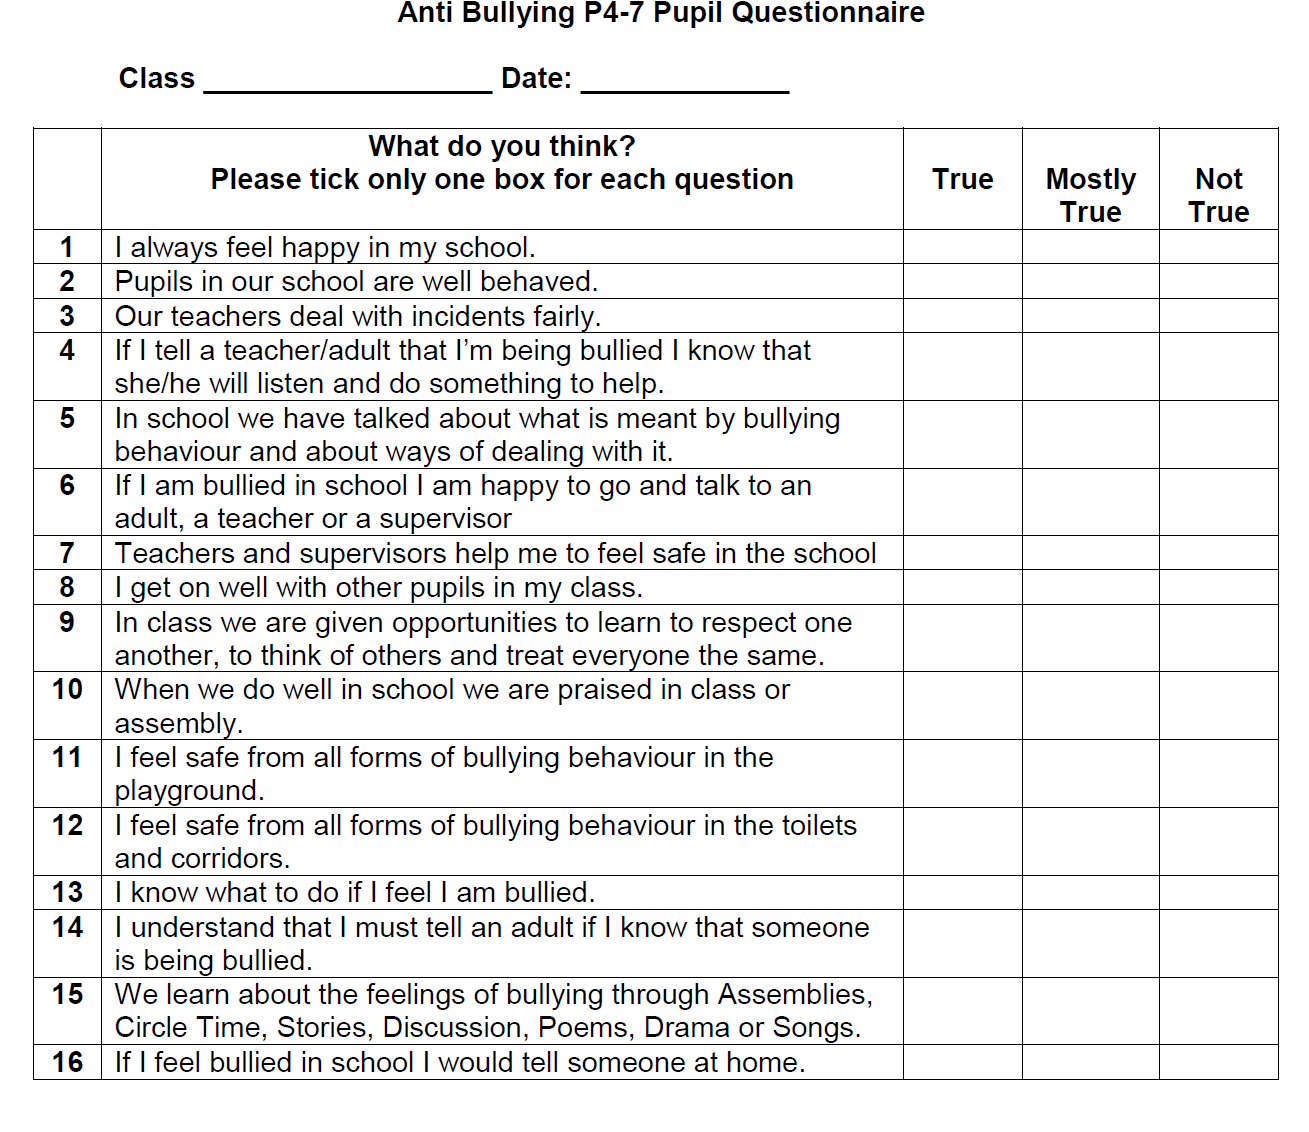 Anti Bullying P4-7 Pupil Questionnaire
Class __________________ Date: _____________
What do you think?
Please tick only one box for each question
True
Mostly
True
Not
True
1 I always feel happy in my school.
2 Pupils in our school are well behaved.
3 Our teachers deal with incidents fairly.
4 If I tell a teacher/adult that I’m being bullied I know that
she/he will listen and do something to help.
5 In school we have talked about what is meant by bullying
behaviour and about ways of dealing with it.
6 If I am bullied in school I am happy to go and talk to an
adult, a teacher or a supervisor
7 Teachers and supervisors help me to feel safe in the school
8 I get on well with other pupils in my class.
9 In class we are given opportunities to learn to respect one
another, to think of others and treat everyone the same.
10 When we do well in school we are praised in class or
assembly.
11 I feel safe from all forms of bullying behaviour in the
playground.
12 I feel safe from all forms of bullying behaviour in the toilets
and corridors.
13 I know what to do if I feel I am bullied.
14 I understand that I must tell an adult if I know that someone
is being bullied.
15 We learn about the feelings of bullying through Assemblies,
Circle Time, Stories, Discussion, Poems, Drama or Songs.
16 If I feel bullied in school I would tell someone at home.